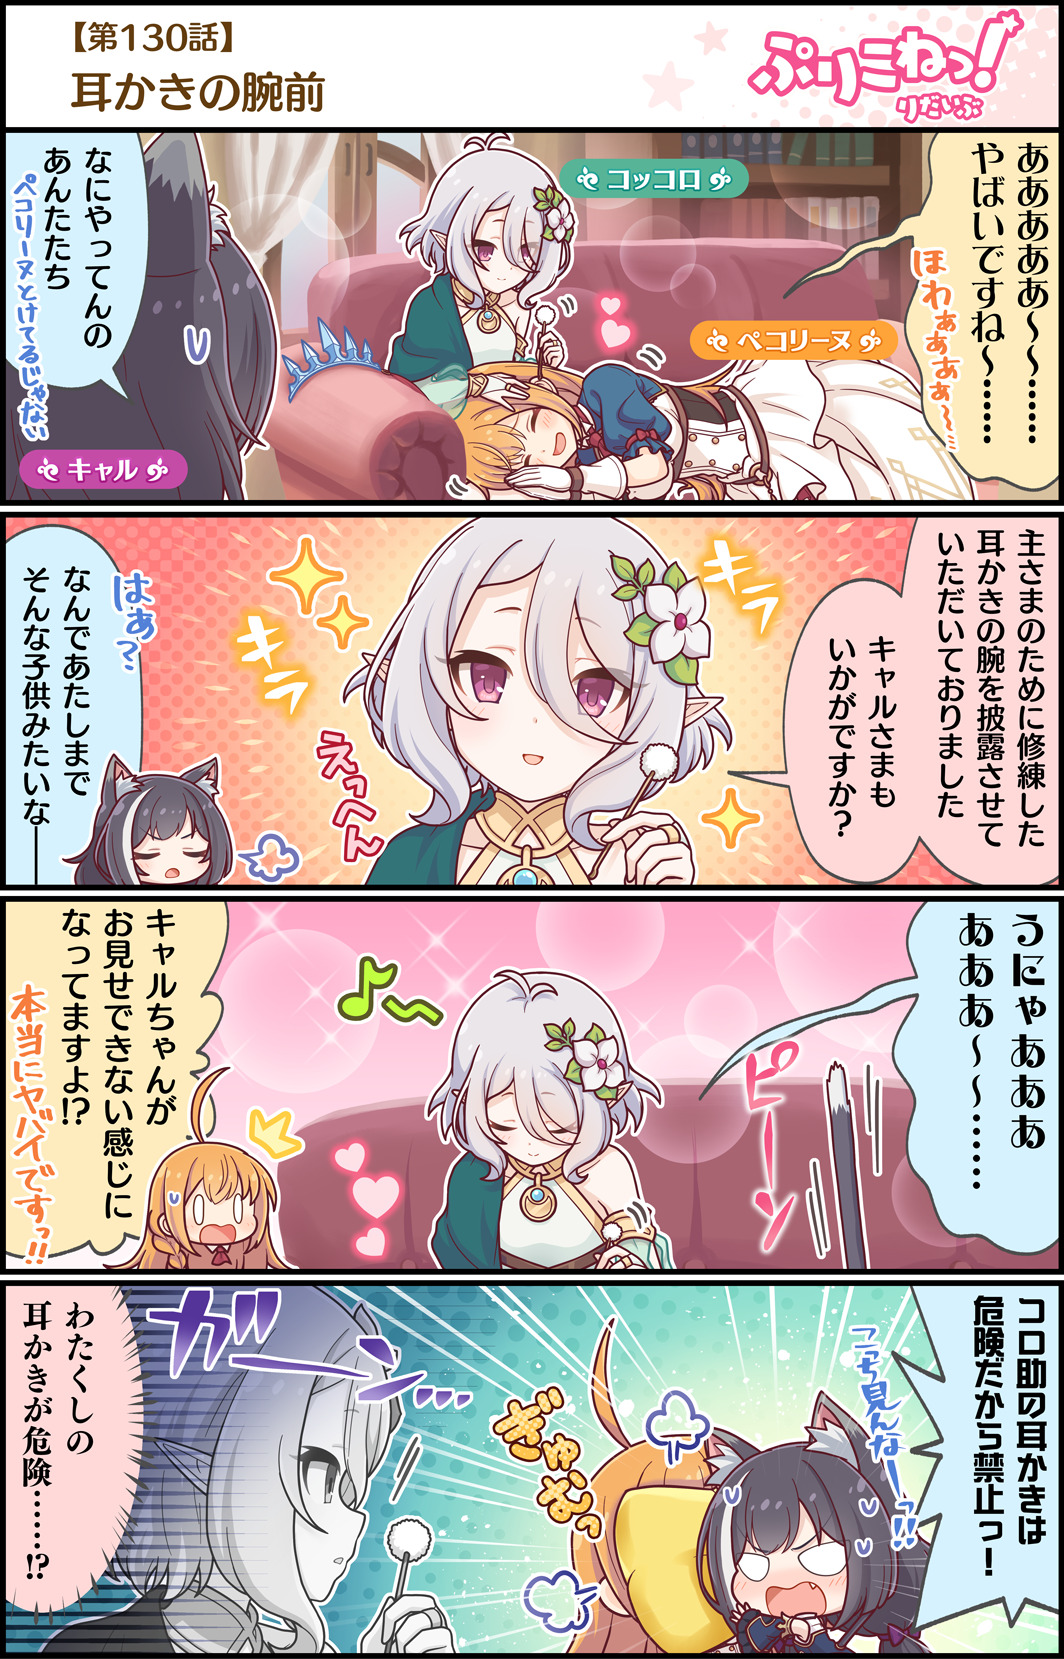 【第130話】
耳かきの腕前
ぷりこねっ!
りだいぶ
ああああぁ〜〜………
やばいですね〜………
ほわぁぁぁぁ〜…
コッコロ
ペコリーヌ
なにやってんの
あんたたち
ペコリーヌとけてるじゃない
キャル
主さまのために修練した
耳かきの腕を披露させて
いただいておりました
キャルさまも
いかがですか？
キラ
キラ
えっへん
はぁ？
なんであたしまで
そんな子供みたいな――
うにゃあああ
あああ〜〜………
ピーン
キャルちゃんが
お見せできない感じに
なってますよ!?
本当にヤバイですっ!!
コロ助の耳かきは
危険だから禁止っ！
こっち見んなーっ!!
ぎゅむっ
ガーン
わたくしの
耳かきが危険………!?